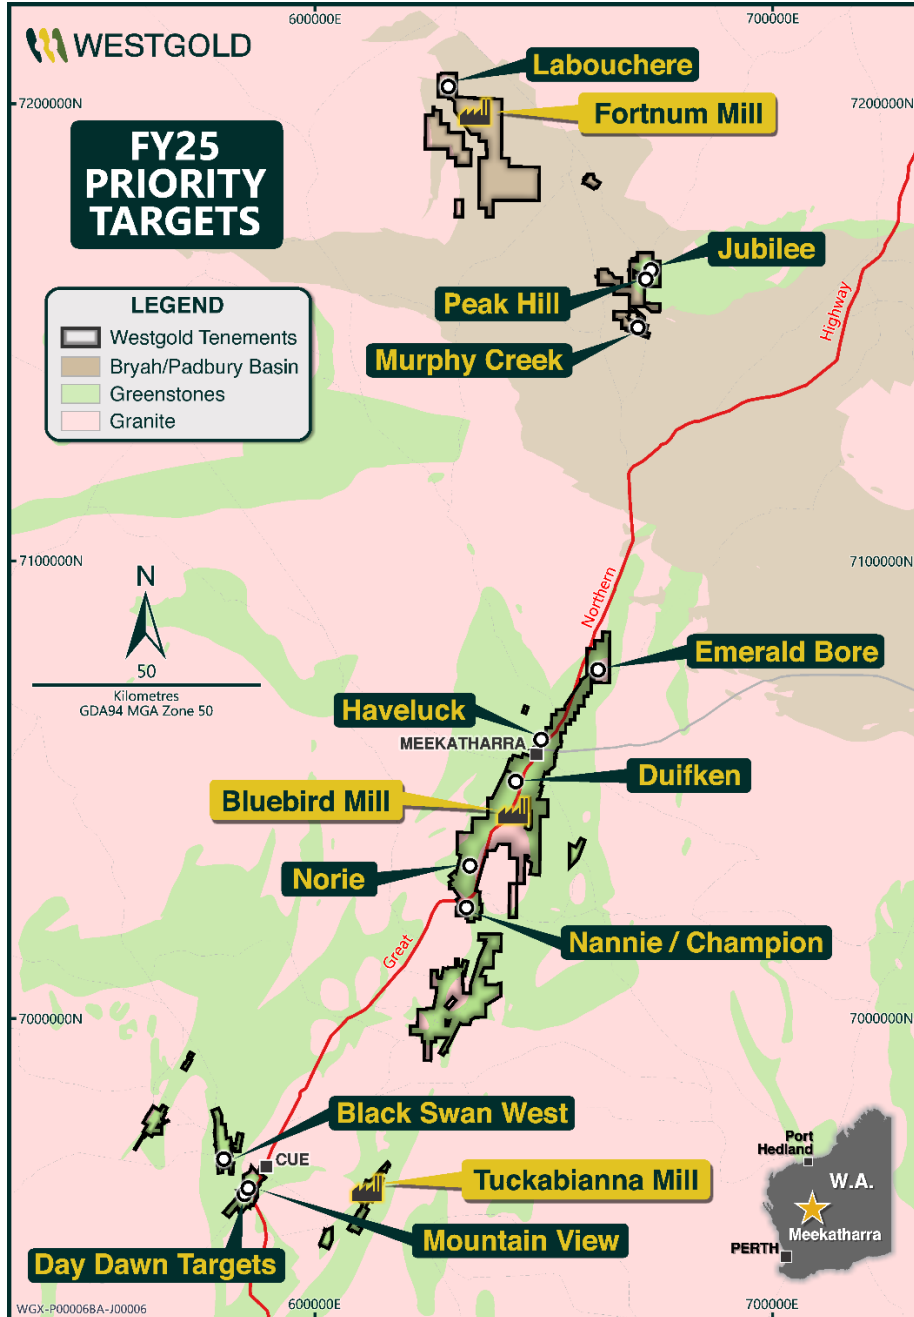 600000E
700000E
WESTGOLD
Labouchere
7200000N
7200000N
Fortnum Mill
FY25
PRIORITY
TARGETS
Jubilee
Peak Hill
Murphy Creek
LEGEND
Westgold Tenements
Bryah/Padbury Basin
Greenstones
Granite
Highway
7100000N
7100000N
N
50
Kilometres
GDA94 MGA Zone 50
Northern
Emerald Bore
Haveluck
MEEKATHARRA
Duifken
Bluebird Mill
Norie
Nannie / Champion
Great
7000000N
7000000N
Black Swan West
CUE
Tuckabianna Mill
Mountain View
Day Dawn Targets
Port
Hedland
W.A.
Meekatharra
PERTH
WGX-P00006BA-J00006
600000E
700000E